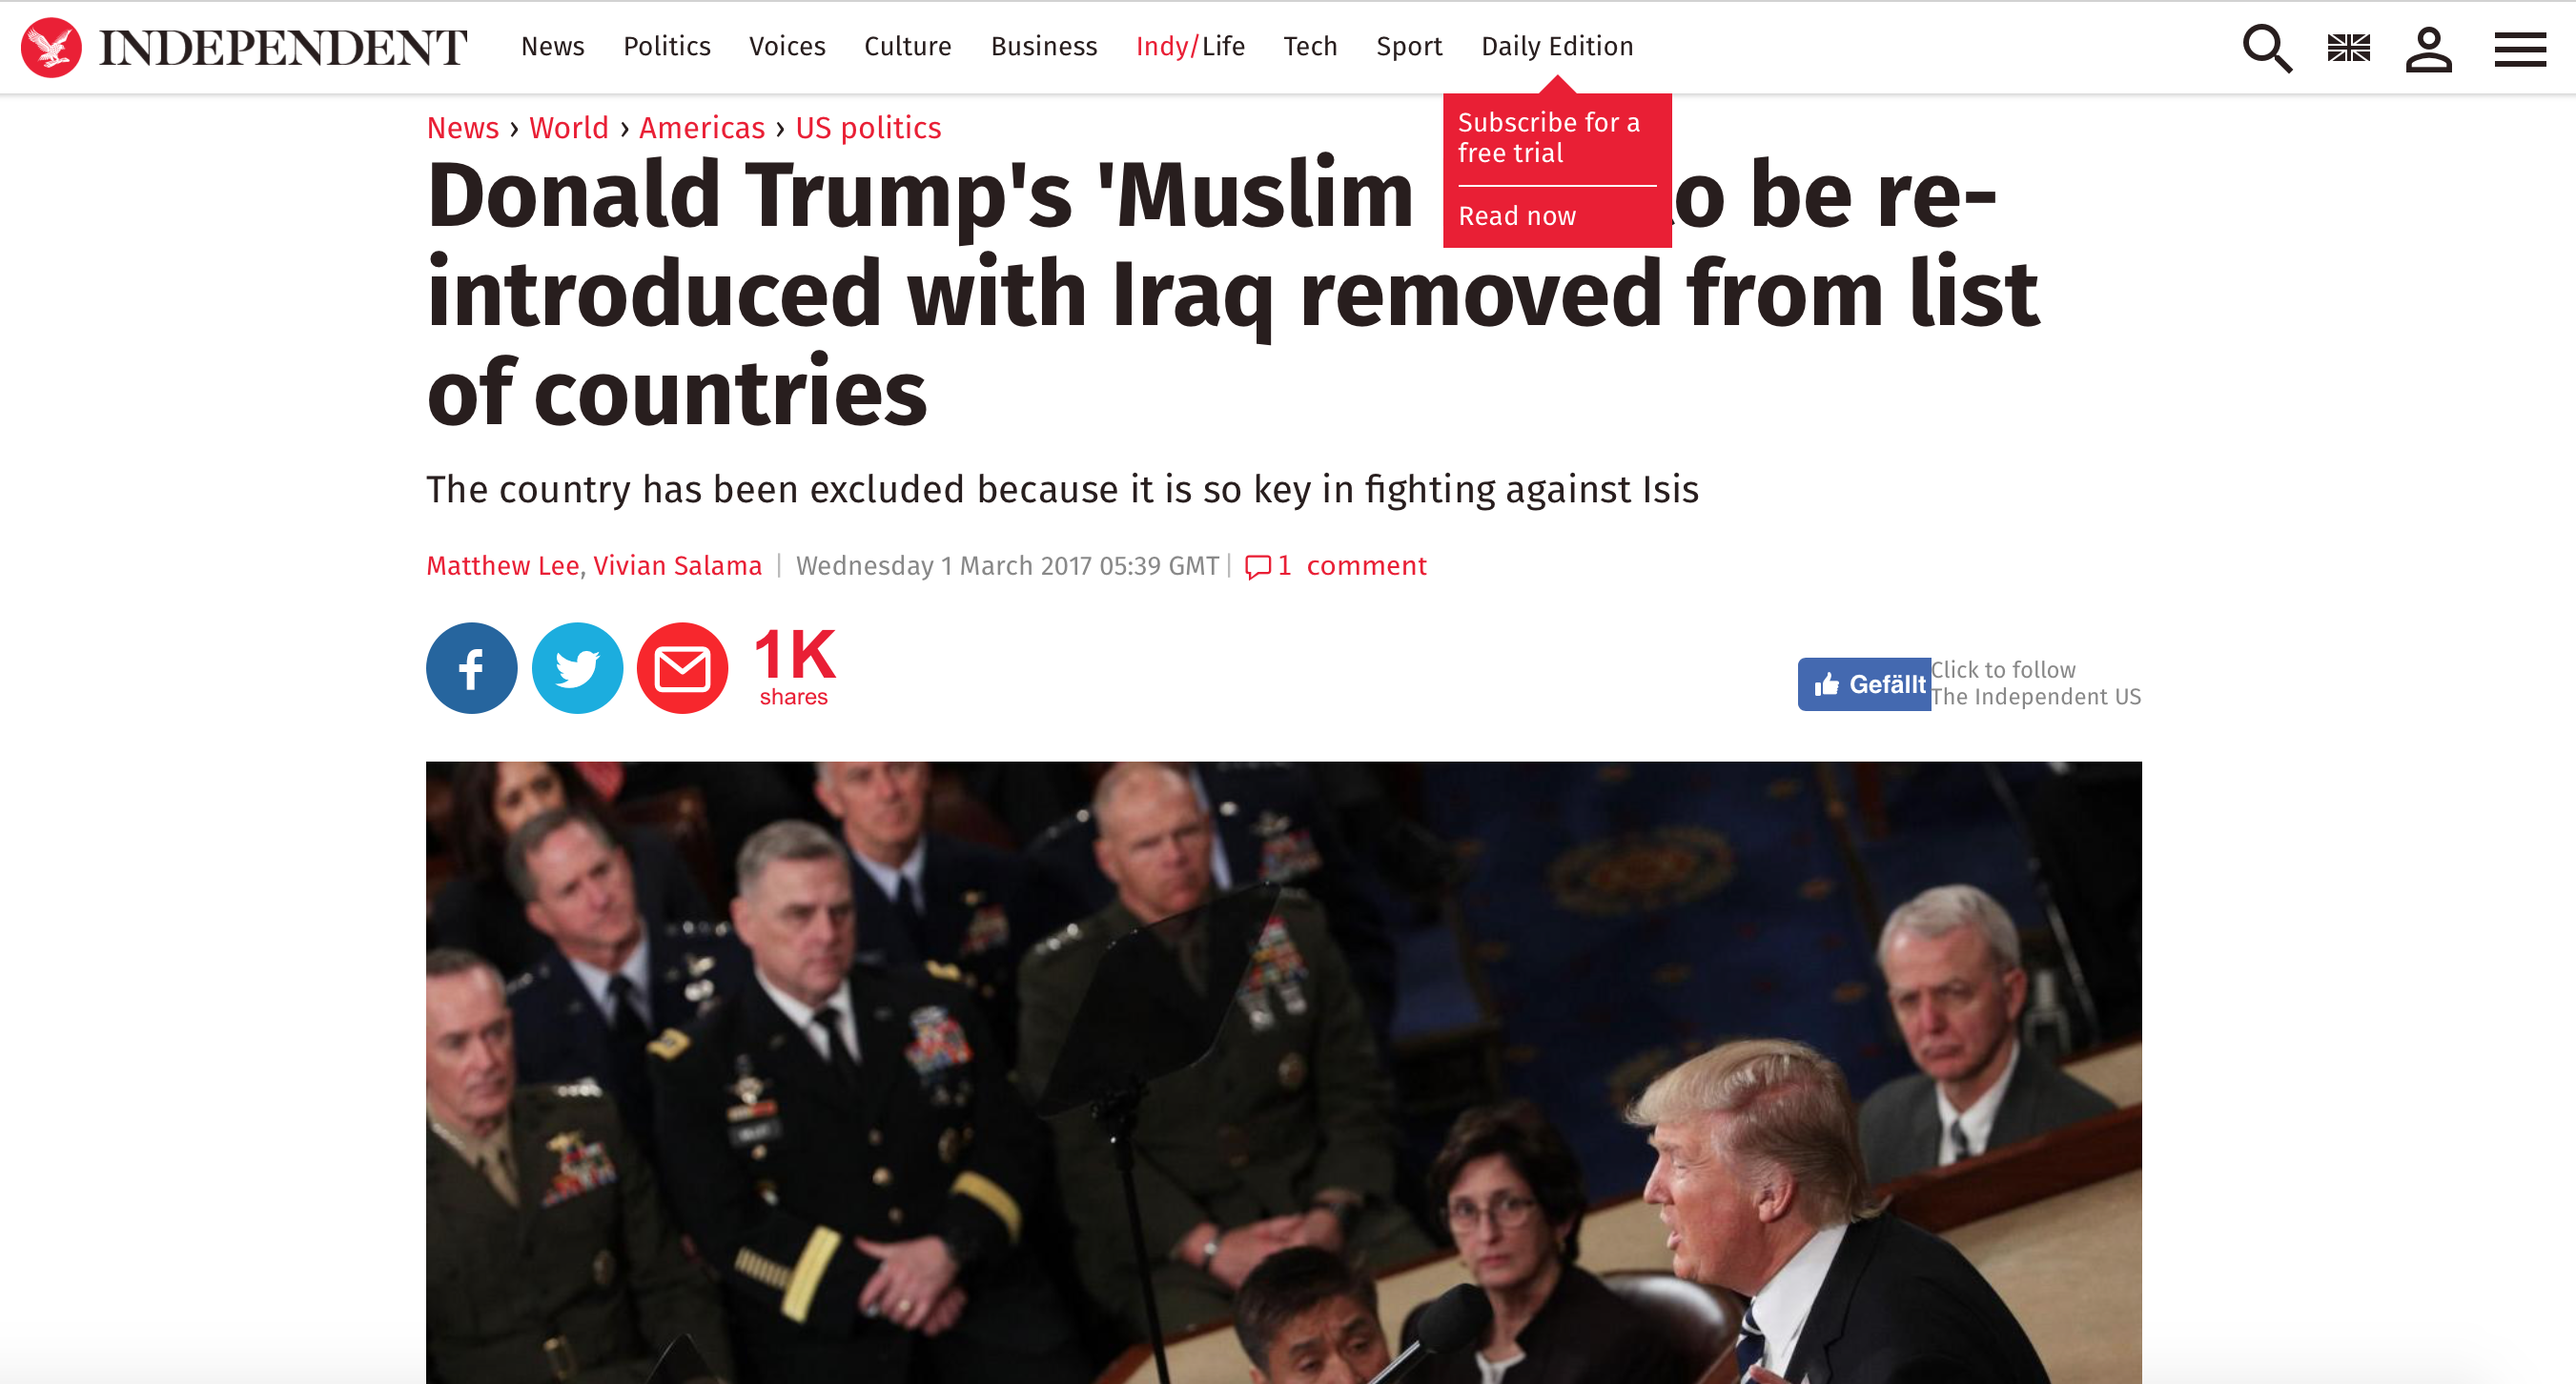 INDEPENDENT
News Politics Voices Culture Business Indy/Life Tech Sport Daily Edition
Subscribe for a
free trial
Read now
News › World › Americas › US politics
Donald Trump's 'Muslim o be re-
introduced with Iraq removed from list
of countries
The country has been excluded because it is so key in fighting against Isis
Matthew Lee, Vivian Salama | Wednesday 1 March 2017 05:39 GMT | 1 comment
1K
shares
Gefällt
Click to follow
The Independent US